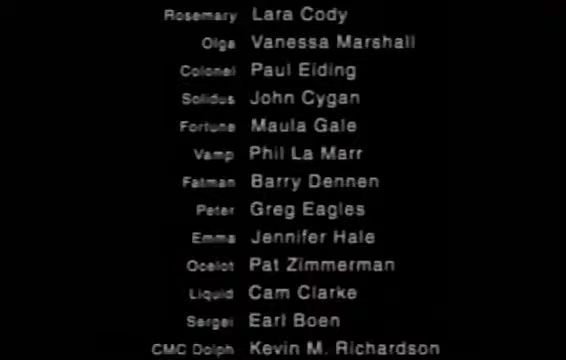 Rosemary Lara Cody
Olga Vanessa Marshall
Colonel Paul Eiding
Solidus John Cygan
Fortune Maula Gale
Vamp Phil La Marr
Fatman Barry Dennen
Peter Greg Eagles
Emma Jennifer Hale
Ocelot Pat Zimmerman
Liquid Cam Clarke
Sergei Earl Boen
CMC Dolph Kevin M. Richardson